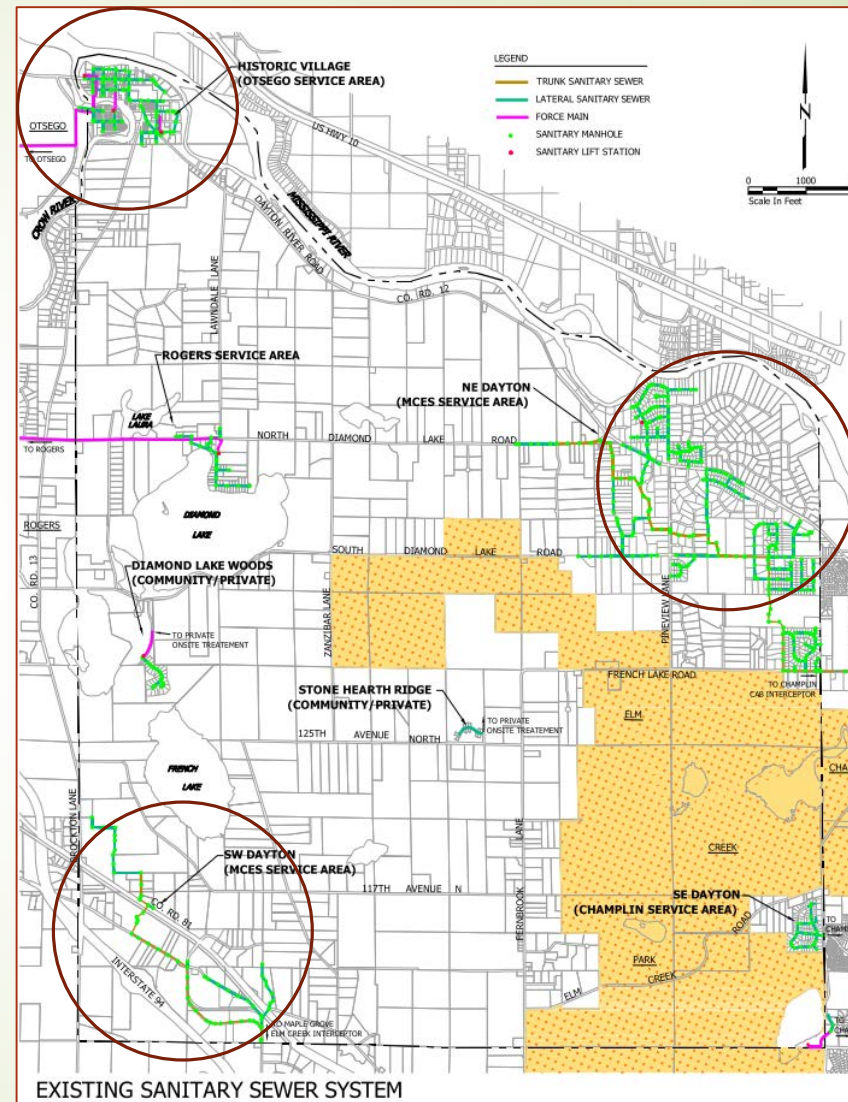 HISTORIC VILLAGE
(OTSEGO SERVICE AREA)
OTSEGO
TO OTSEGO
CROW RIVER
US HWY 10
MISSISSIPPI RIVER
DAYTON RIVER ROAD
CO. RD. 12
LEGEND
TRUNK SANITARY SEWER
LATERAL SANITARY SEWER
FORCE MAIN
SANITARY MANHOLE
SANITARY LIFT STATION
N
0 1000
Scale In Feet
LAWNDALE LANE
ROGERS SERVICE AREA
LAKE
LAURA
NE DAYTON
(MCES SERVICE AREA)
TO ROGERS
NORTH DIAMOND LAKE ROAD
ROGERS
CO. RD. 13
DIAMOND
LAKE
SOUTH DIAMOND LAKE ROAD
DIAMOND LAKE WOODS
(COMMUNITY/PRIVATE)
ZANZIBAR LANE
PINEVIEW LANE
TO PRIVATE
ONSITE TREATEMENT
FRENCH LAKE ROAD
TO CHAMPLIN
CAB INTERCEPTOR
STONE HEARTH RIDGE
(COMMUNITY/PRIVATE)
TO PRIVATE
ONSITE TREATEMENT
ELM
125TH AVENUE NORTH
FRENCH
LAKE
CHA
BROCKTON LANE
FERNBROOK LANE
CREEK
SW DAYTON
(MCES SERVICE AREA)
117TH AVENUE N
CO. RD. 81
SE DAYTON
(CHAMPLIN SERVICE AREA)
TO
CHAM
INTERSTATE 94
PARK
ELM CREEK ROAD
TO MAPLE GROVE
ELM CREEK INTERCEPTOR
TO
CHA
EXISTING SANITARY SEWER SYSTEM